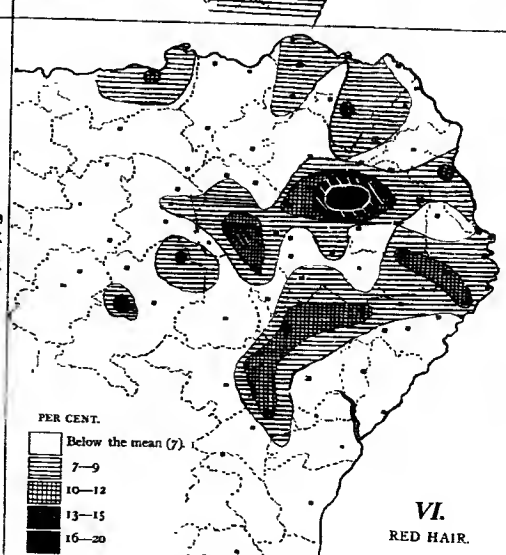 PER CENT.
Below the mean (7).
7—9
10—12
13—15
16—20
VI.
RED HAIR.